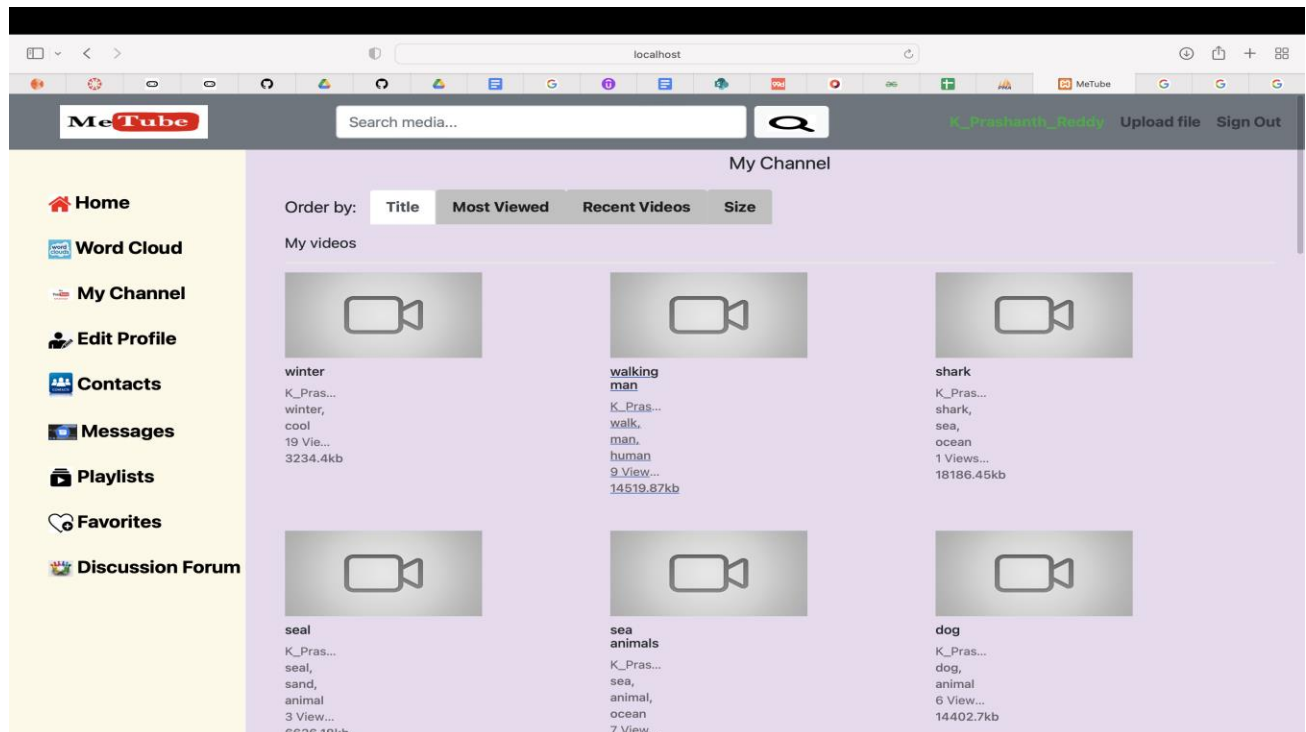 localhost
MeTube
MeTube
Search media...
K_Prashanth_Reddy Upload file Sign Out
My Channel
Home
Word Cloud
My Channel
Edit Profile
Contacts
Messages
Playlists
Favorites
Discussion Forum
Order by: Title Most Viewed Recent Videos Size
My videos
winter
K_Pras...
winter,
cool
19 Vie...
3234.4kb
walking
man
K_Pras...
walk,
man,
human
9 View...
14519.87kb
shark
K_Pras...
shark,
sea,
ocean
1 Views...
18186.45kb
seal
K_Pras...
seal,
sand,
animal
3 View...
sea
animals
K_Pras...
sea,
animal,
ocean
7 View
dog
K_Pras...
dog,
animal
6 View...
14402.7kb